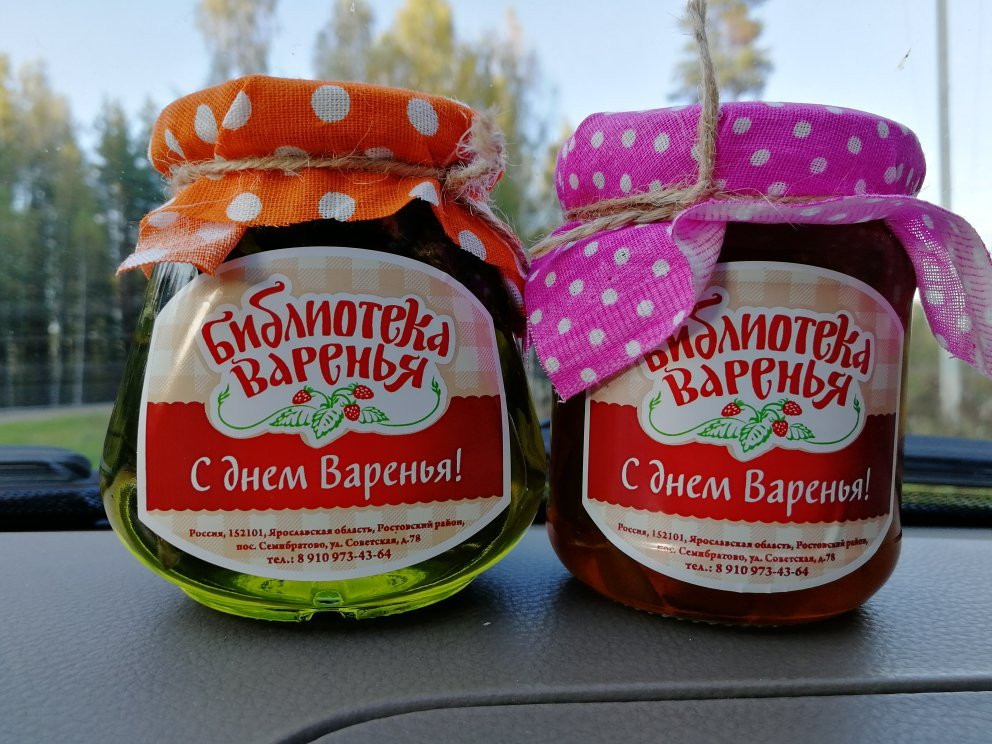 Библиотека
Варенья
С днем Варенья!
Россия, 152101, Ярославская область, Ростовский район,
пос. Семибратово, ул. Советская, д.78
тел.: 8 910 973-43-64
Библиотека
Варенья
С днем Варенья!
Россия, 152101, Ярославская область, Ростовский район,
пос. Семибратово, ул. Советская, д.78
тел.: 8 910 973-43-64